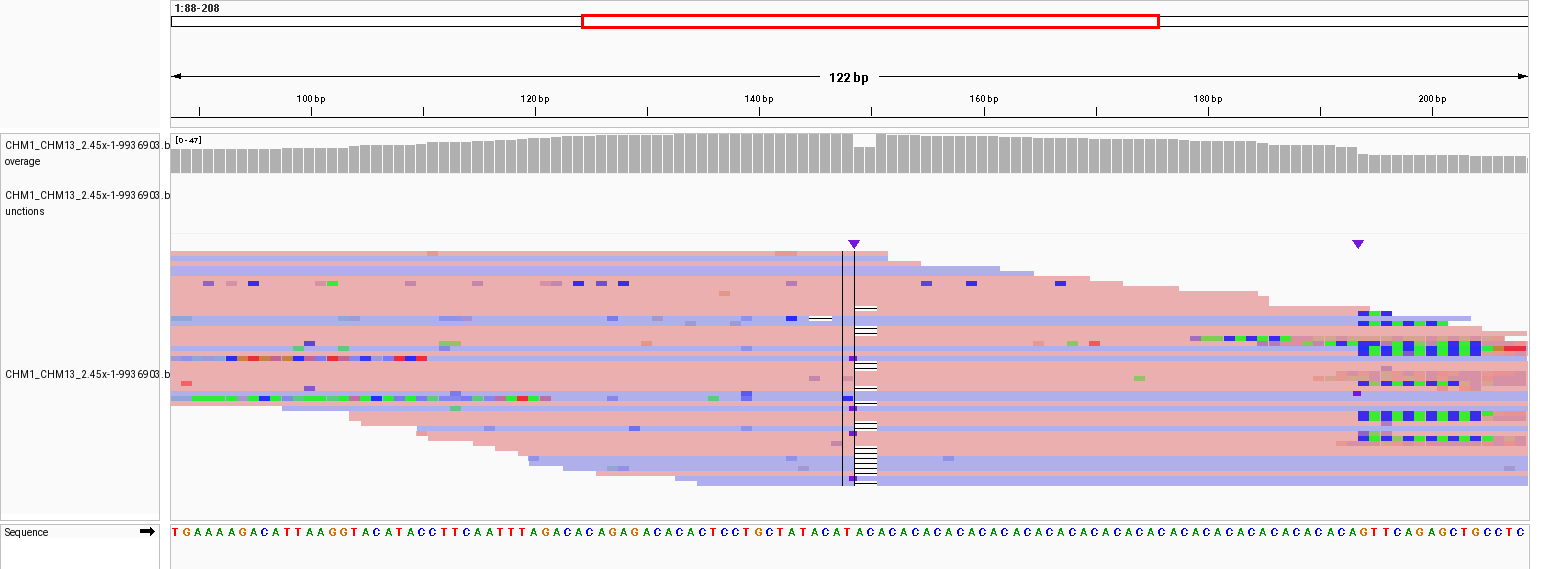 1:88-208
122 bp
100 bp 120 bp 140 bp 160 bp 180 bp 200 bp
CHM1_CHM13_2.45x-1-9936903.b
overage
[0 - 47]
CHM1_CHM13_2.45x-1-9936903.b
unctions
CHM1_CHM13_2.45x-1-9936903.b
Sequence T G A A A A G A C A T T A A G G T A C A T A C C T T C A A T T T A G A C A C A G A G A C A C A C T C C T G C T A T A C A T A C A C A C A C A C A C A C A C A C A C A C A C A C A C A C A C A C A C A C A C A C A C A G T T C A G A G C T G C C T C